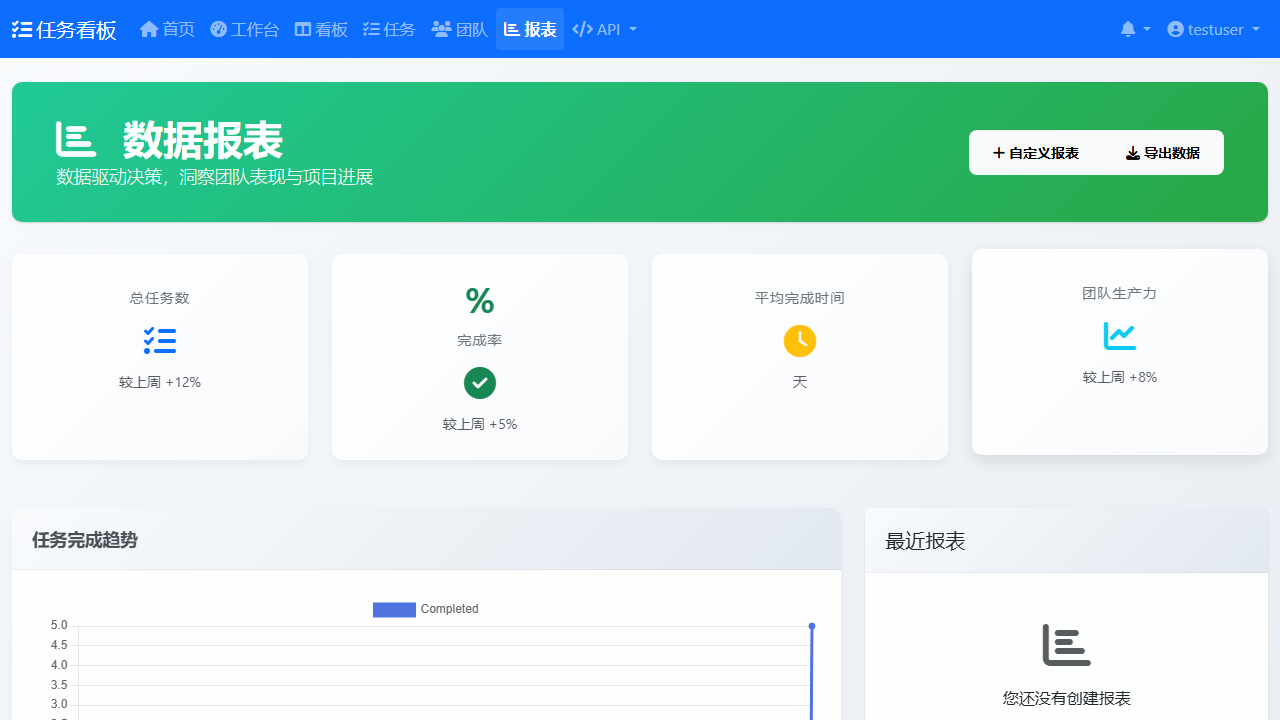 任务看板 首页 工作台 看板 任务 团队 报表 API testuser
数据报表
数据驱动决策，洞察团队表现与项目进展
自定义报表 导出数据
总任务数
较上周 +12%
%
完成率
较上周 +5%
平均完成时间
天
团队生产力
较上周 +8%
任务完成趋势
Completed
5.0
4.5
4.0
3.5
3.0
最近报表
您还没有创建报表